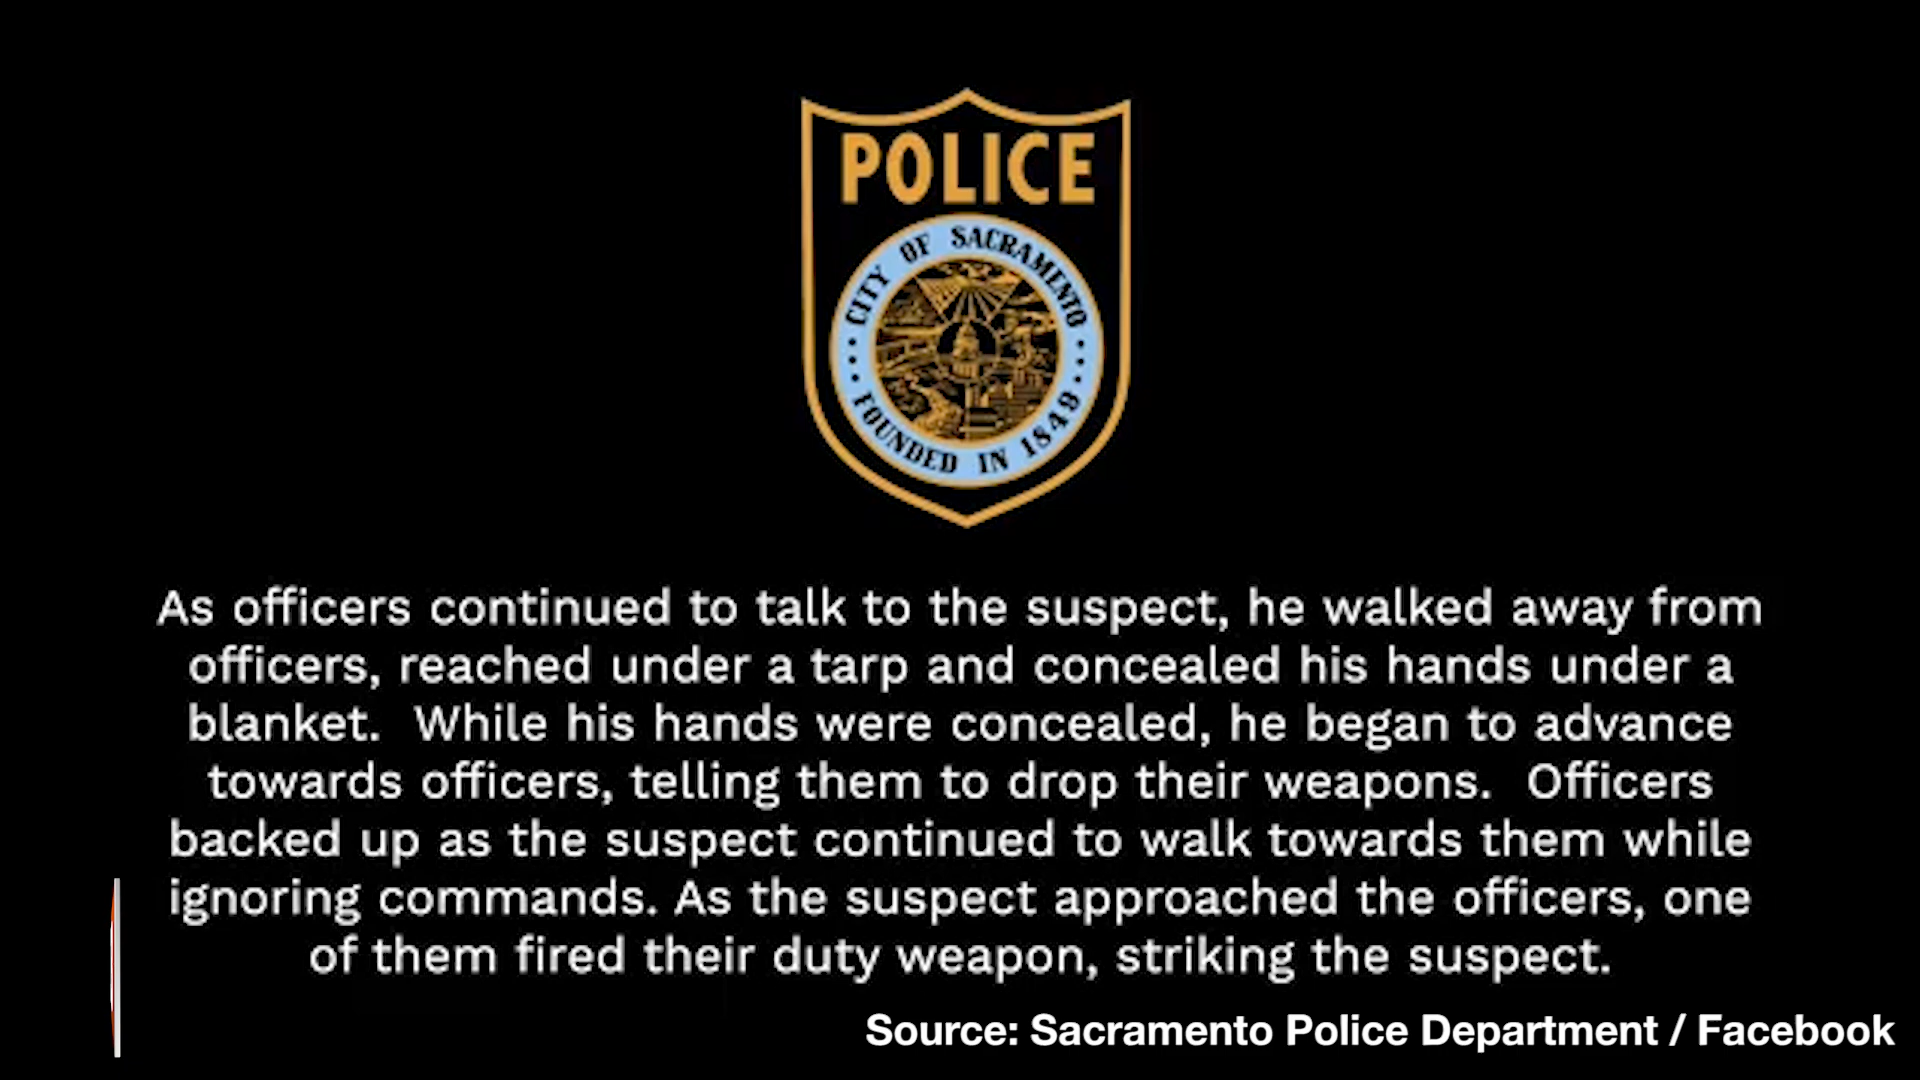 POLICE
CITY OF SACRAMENTO
FOUNDED IN 1849
As officers continued to talk to the suspect, he walked away from
officers, reached under a tarp and concealed his hands under a
blanket.  While his hands were concealed, he began to advance
towards officers, telling them to drop their weapons.  Officers
backed up as the suspect continued to walk towards them while
ignoring commands. As the suspect approached the officers, one
of them fired their duty weapon, striking the suspect.
Source: Sacramento Police Department / Facebook